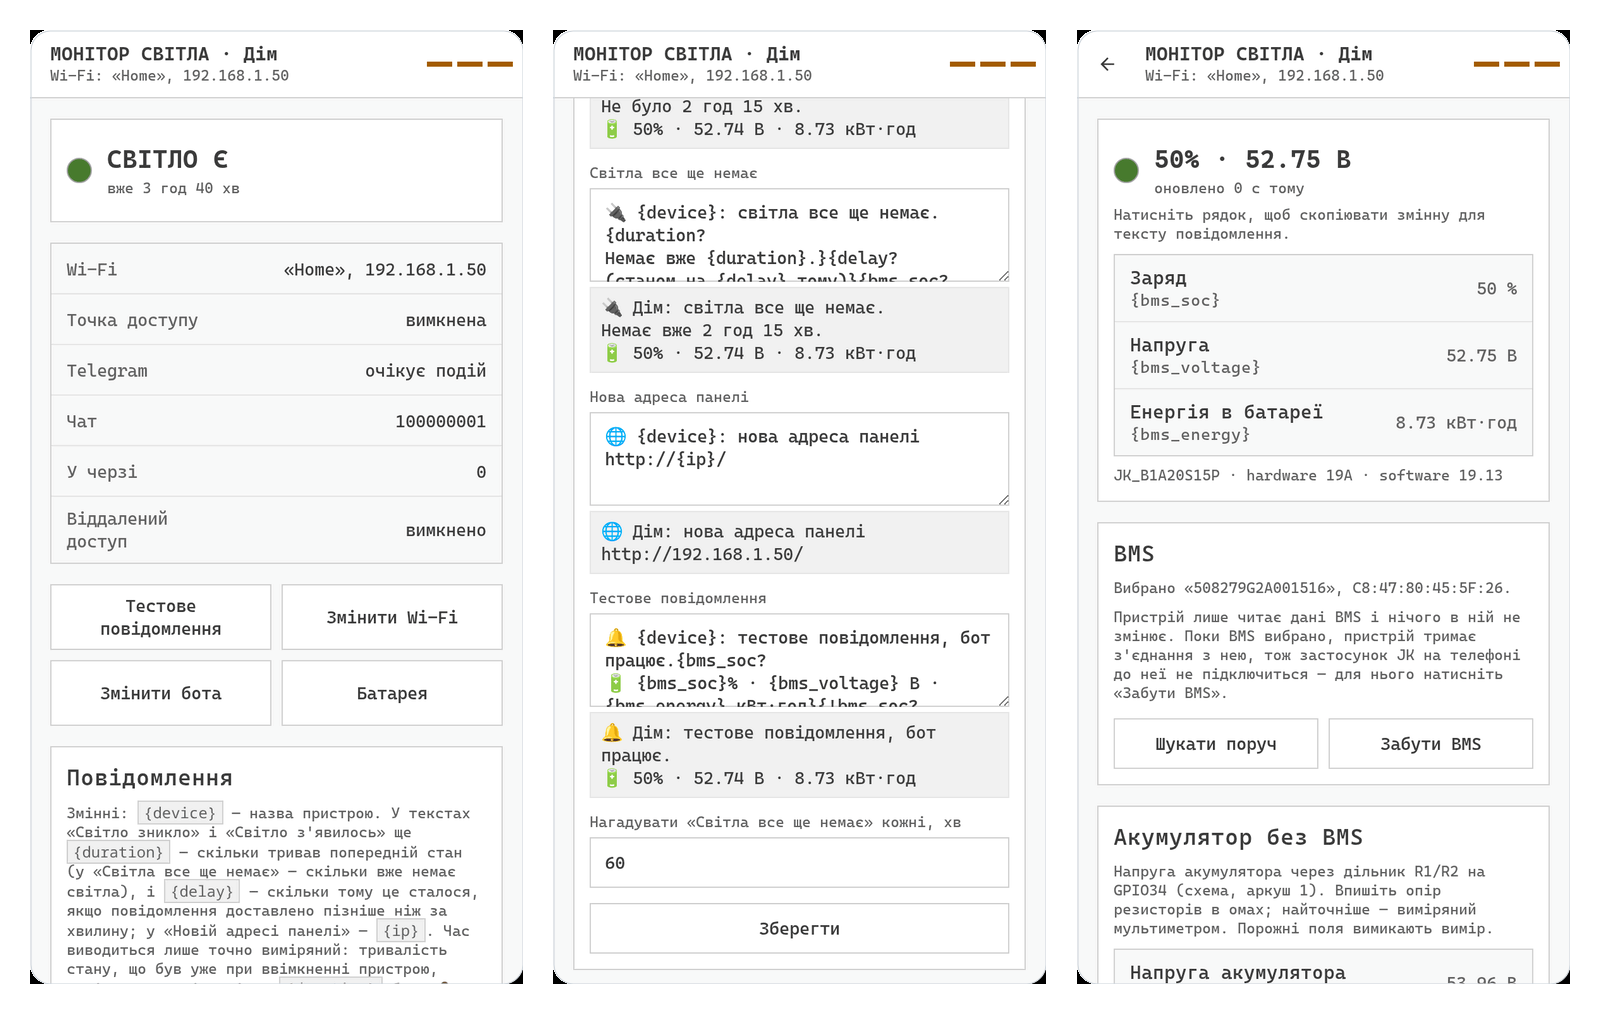 МОНІТОР СВІТЛА · Дім
Wi-Fi: «Home», 192.168.1.50
СВІТЛО Є
вже 3 год 40 хв
Wi-Fi «Home», 192.168.1.50
Точка доступу вимкнена
Telegram очікує подій
Чат 100000001
У черзі 0
Віддалений
доступ вимкнено
Тестове
повідомлення
Змінити Wi-Fi
Змінити бота
Батарея
Повідомлення
Змінні: {device} — назва пристрою. У текстах
«Світло зникло» і «Світло з'явилось» ще
{duration} — скільки тривав попередній стан
(у «Світла все ще немає» — скільки вже немає
світла), і {delay} — скільки тому це сталося,
якщо повідомлення доставлено пізніше ніж за
хвилину; у «Новій адресі панелі» — {ip}. Час
виводиться лише точно виміряний: тривалість
стану, що був уже при ввімкненні пристрою,
МОНІТОР СВІТЛА · Дім
Wi-Fi: «Home», 192.168.1.50
Не було 2 год 15 хв.
🔋 50% · 52.74 В · 8.73 кВт·год
Світла все ще немає
🔌 {device}: світла все ще немає.
{duration?
Немає вже {duration}.}{delay?
(станом на {delay} тому)}{bms_soc?
🔌 Дім: світла все ще немає.
Немає вже 2 год 15 хв.
🔋 50% · 52.74 В · 8.73 кВт·год
Нова адреса панелі
🌐 {device}: нова адреса панелі
http://{ip}/
🌐 Дім: нова адреса панелі
http://192.168.1.50/
Тестове повідомлення
🔔 {device}: тестове повідомлення, бот
працює.{bms_soc?
🔋 {bms_soc}% · {bms_voltage} В ·
{bms_energy} кВт·год}{!bms_soc?
🔔 Дім: тестове повідомлення, бот
працює.
🔋 50% · 52.74 В · 8.73 кВт·год
Нагадувати «Світла все ще немає» кожні, хв
60
Зберегти
МОНІТОР СВІТЛА · Дім
Wi-Fi: «Home», 192.168.1.50
50% · 52.75 В
оновлено 0 с тому
Натисніть рядок, щоб скопіювати змінну для
тексту повідомлення.
Заряд
{bms_soc} 50 %
Напруга
{bms_voltage} 52.75 В
Енергія в батареї
{bms_energy} 8.73 кВт·год
JK_B1A20S15P · hardware 19A · software 19.13
BMS
Вибрано «508279G2A001516», C8:47:80:45:5F:26.
Пристрій лише читає дані BMS і нічого в ній не
змінює. Поки BMS вибрано, пристрій тримає
з'єднання з нею, тож застосунок JK на телефоні
до неї не підключиться — для нього натисніть
«Забути BMS».
Шукати поруч
Забути BMS
Акумулятор без BMS
Напруга акумулятора через дільник R1/R2 на
GPIO34 (схема, аркуш 1). Впишіть опір
резисторів в омах; найточніше — виміряний
мультиметром. Порожні поля вимикають вимір.
Напруга акумулятора 53.96 В